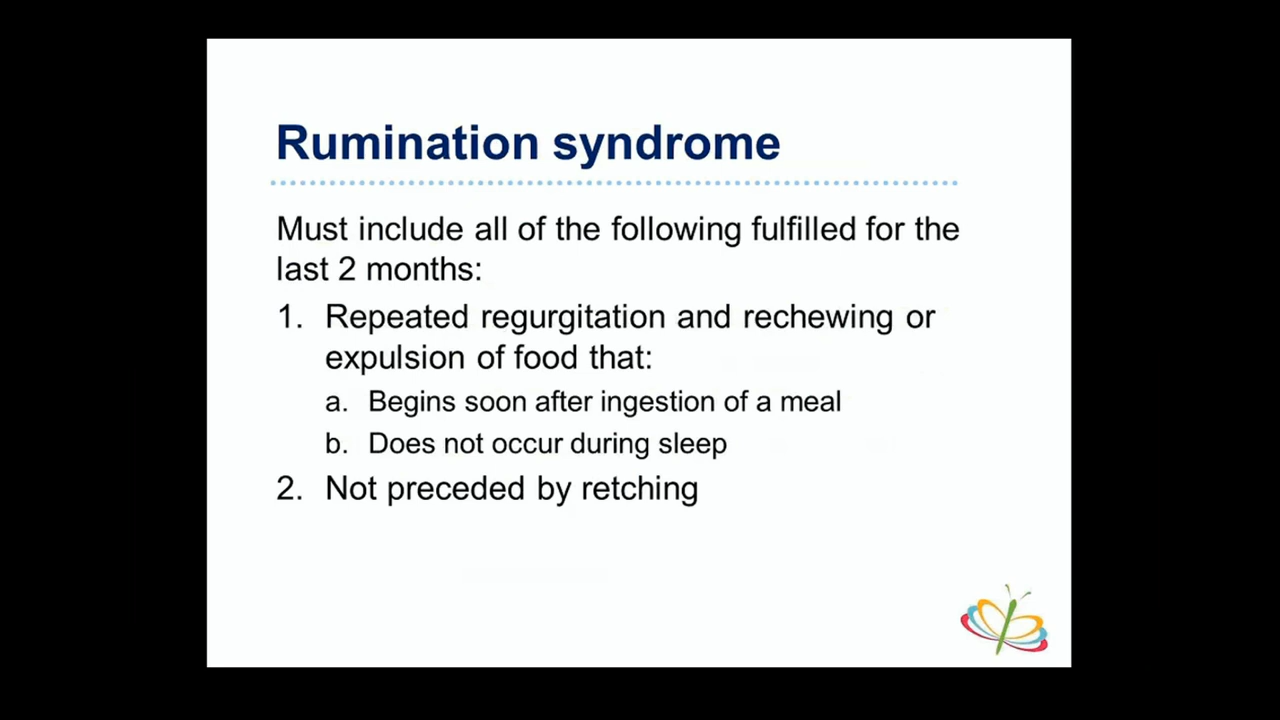 Rumination syndrome
Must include all of the following fulfilled for the
last 2 months:
1. Repeated regurgitation and rechewing or
expulsion of food that:
a. Begins soon after ingestion of a meal
b. Does not occur during sleep
2. Not preceded by retching